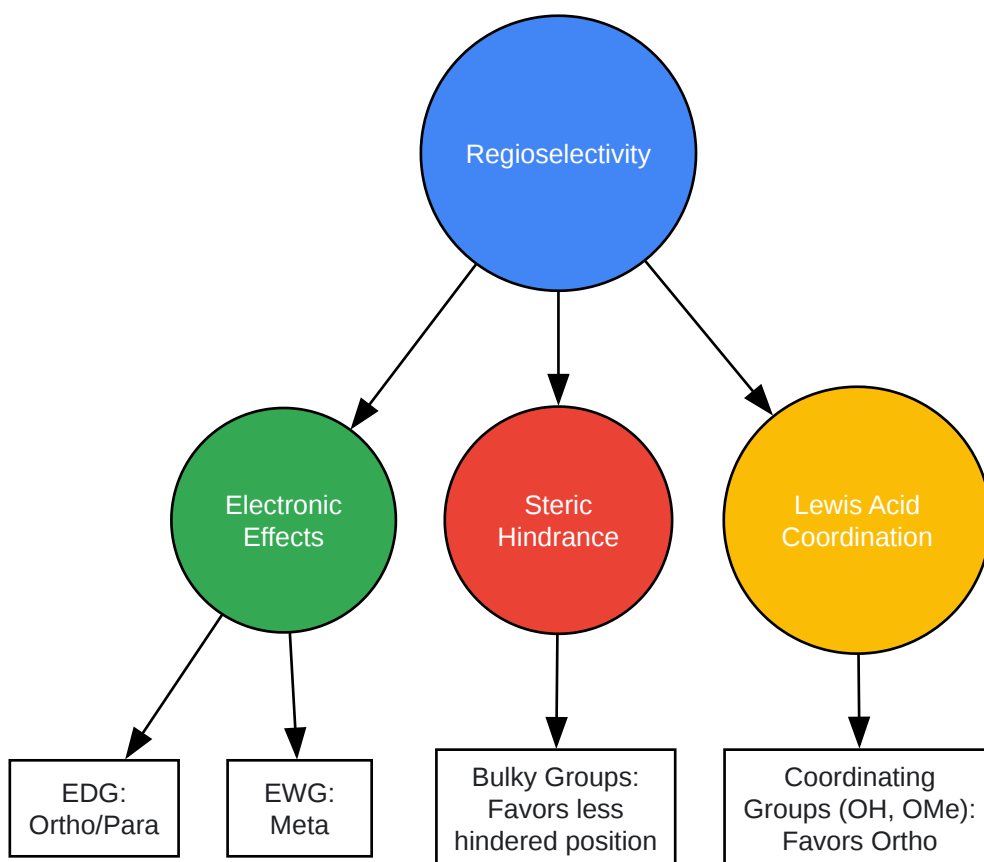 Regioselectivity
Electronic
Effects
Steric
Hindrance
Lewis Acid
Coordination
EDG:
Ortho/Para
EWG:
Meta
Bulky Groups:
Favors less
hindered position
Coordinating
Groups (OH, OMe):
Favors Ortho